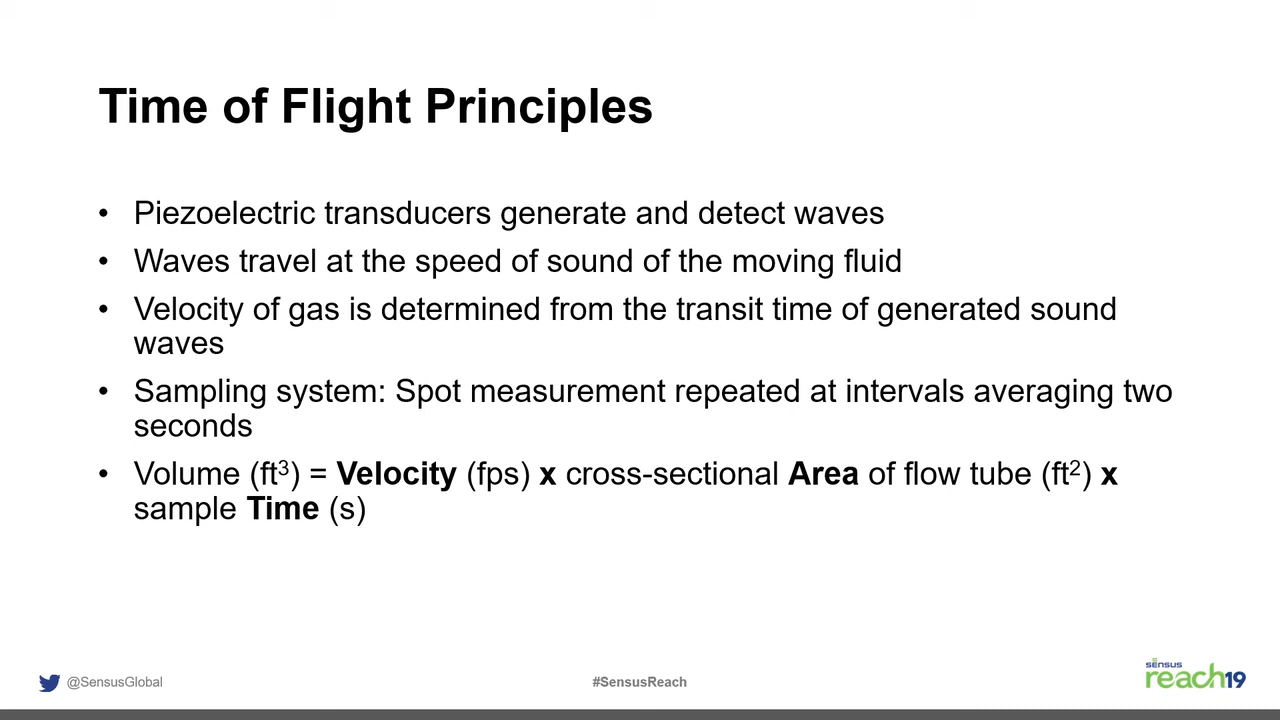 Time of Flight Principles
• Piezoelectric transducers generate and detect waves
• Waves travel at the speed of sound of the moving fluid
• Velocity of gas is determined from the transit time of generated sound
waves
• Sampling system: Spot measurement repeated at intervals averaging two
seconds
• Volume (ft³) = Velocity (fps) x cross-sectional Area of flow tube (ft²) x
sample Time (s)
@SensusGlobal
#SensusReach
sensus
reach19